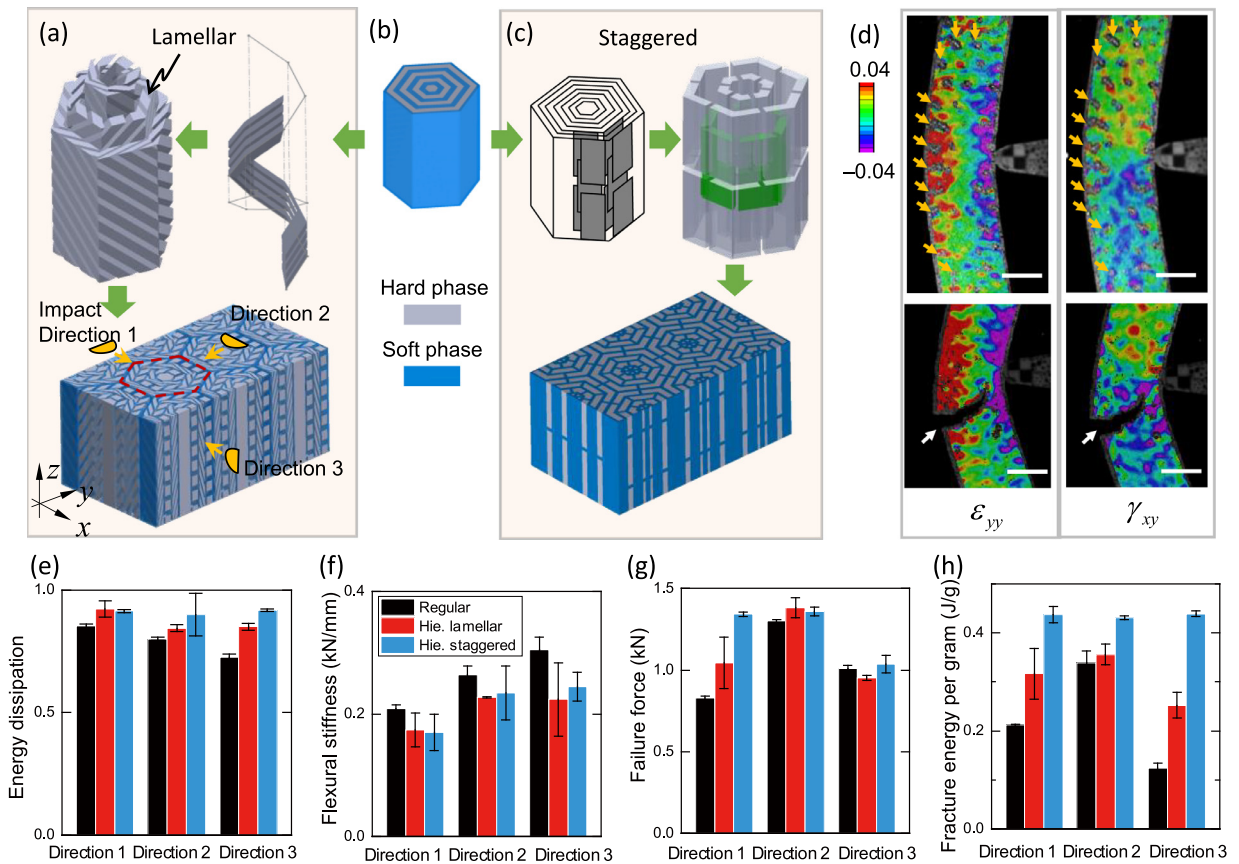 (a)
Lamellar
(b)
(c)
Staggered
(d)
0.04
−0.04
Hard phase
Soft phase
Impact
Direction 1
Direction 2
Direction 3
z
y
x
εyy
γxy
(e)
Energy dissipation
1.0
0.5
0.0
Direction 1 Direction 2 Direction 3
(f)
Flexural stiffness (kN/mm)
0.4
0.2
0.0
Regular
Hie. lamellar
Hie. staggered
Direction 1 Direction 2 Direction 3
(g)
Failure force (kN)
1.5
1.0
0.5
0.0
Direction 1 Direction 2 Direction 3
(h)
Fracture energy per gram (J/g)
0.4
0.2
0.0
Direction 1 Direction 2 Direction 3